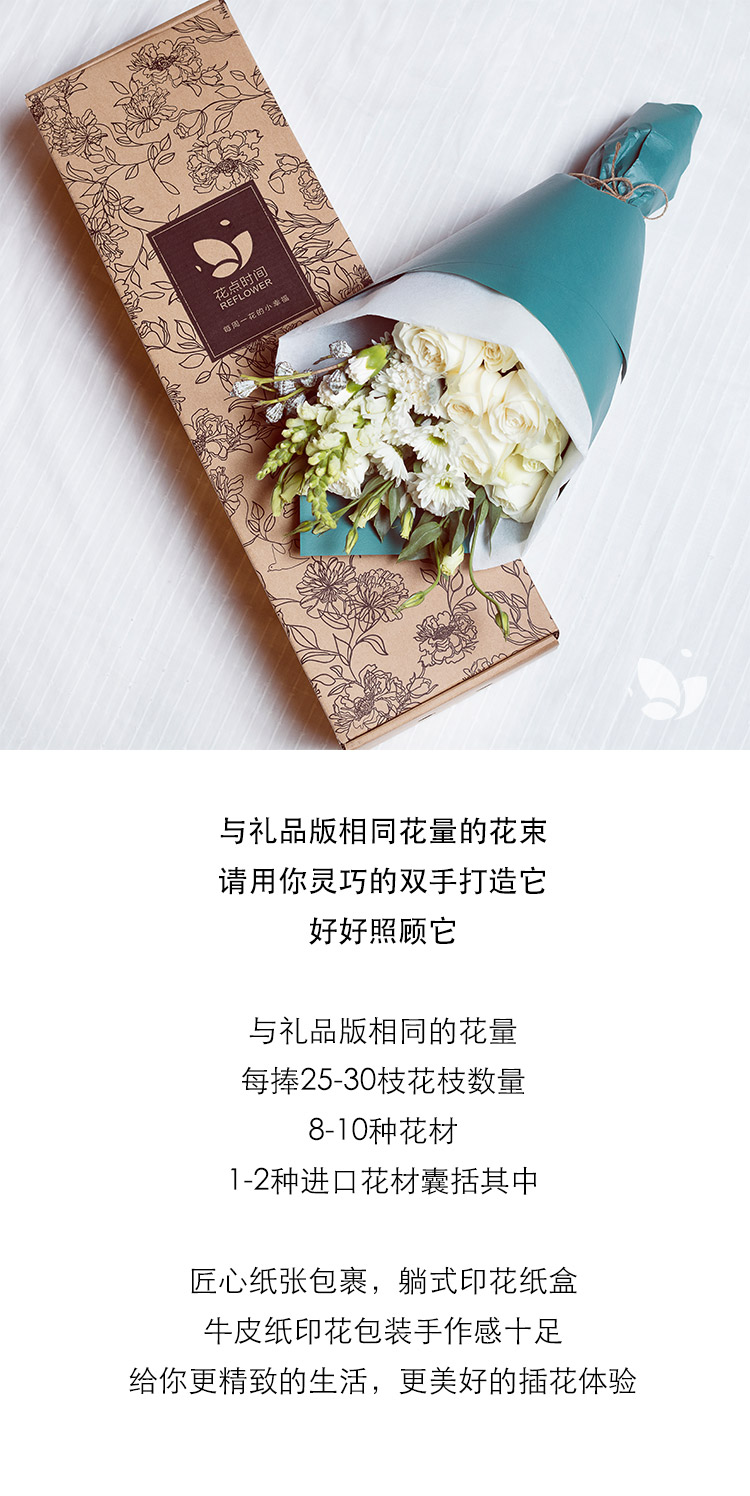 花点时间
REFLOWER
每周一花的小幸福
与礼品版相同花量的花束
请用你灵巧的双手打造它
好好照顾它
与礼品版相同的花量
每捧25-30枝花枝数量
8-10种花材
1-2种进口花材囊括其中
匠心纸张包裹，躺式印花纸盒
牛皮纸印花包装手作感十足
给你更精致的生活，更美好的插花体验